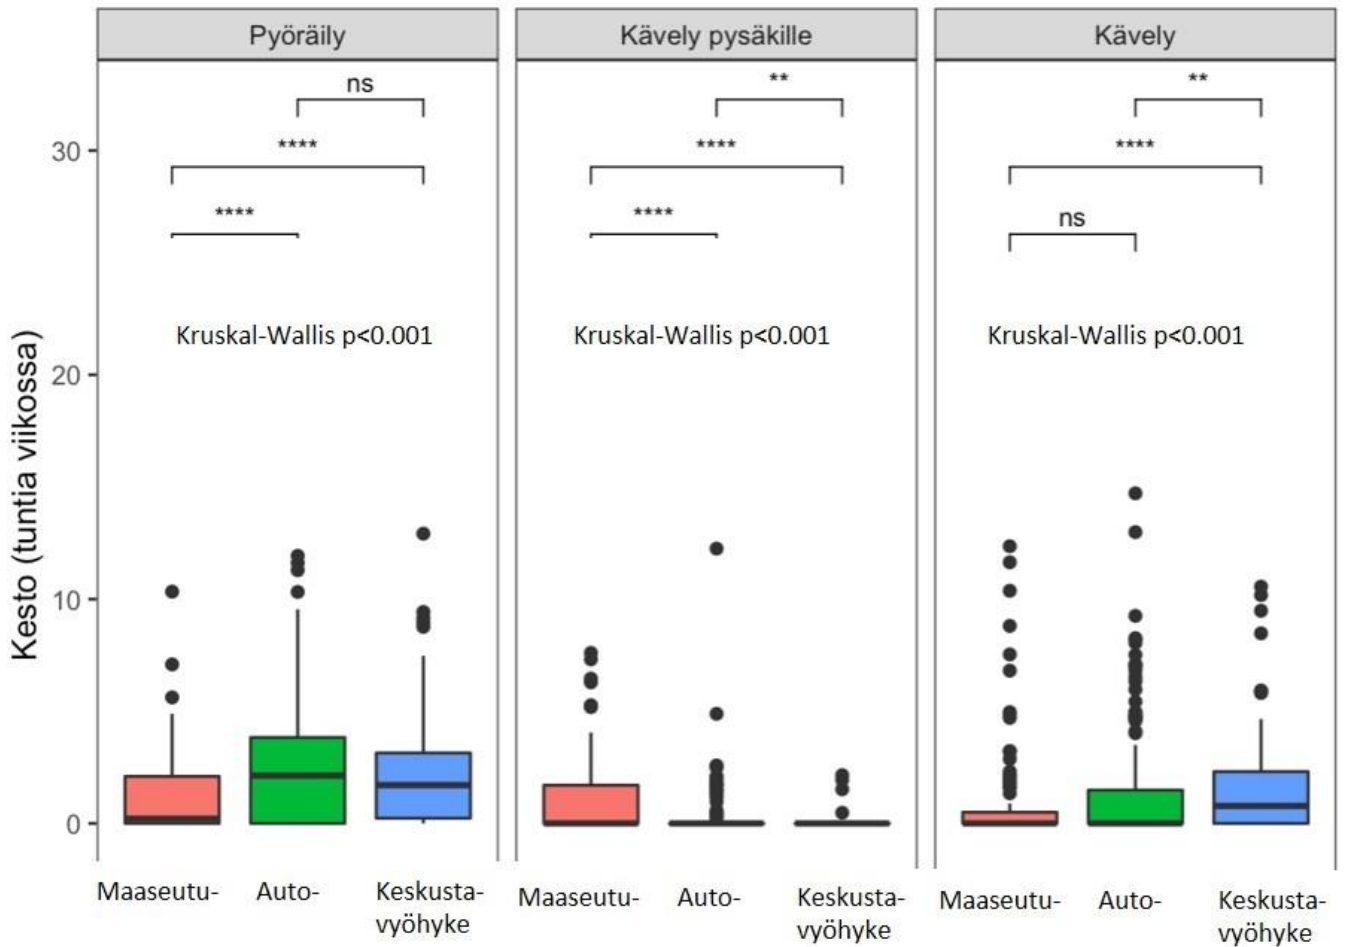 Pyöräily
Kävely pysäkille
Kävely
ns
**
**
****
****
****
****
****
ns
Kruskal-Wallis p<0.001
Kruskal-Wallis p<0.001
Kruskal-Wallis p<0.001
Kesto (tuntia viikossa)
30
20
10
0
Maaseutu-
Auto-
Keskusta-
vyöhyke
Maaseutu-
Auto-
Keskusta-
vyöhyke
Maaseutu-
Auto-
Keskusta-
vyöhyke